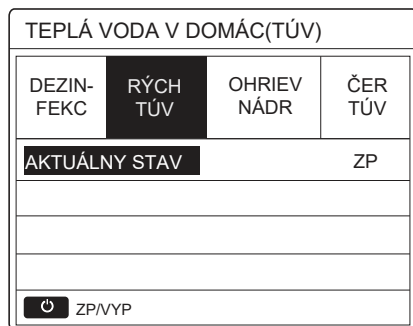 TEPLÁ VODA V DOMÁC(TÚV)
DEZIN-
FEKC
RÝCH
TÚV
OHRIEV
NÁDR
ČER
TÚV
AKTUÁLNY STAV ZP
ZP/VYP